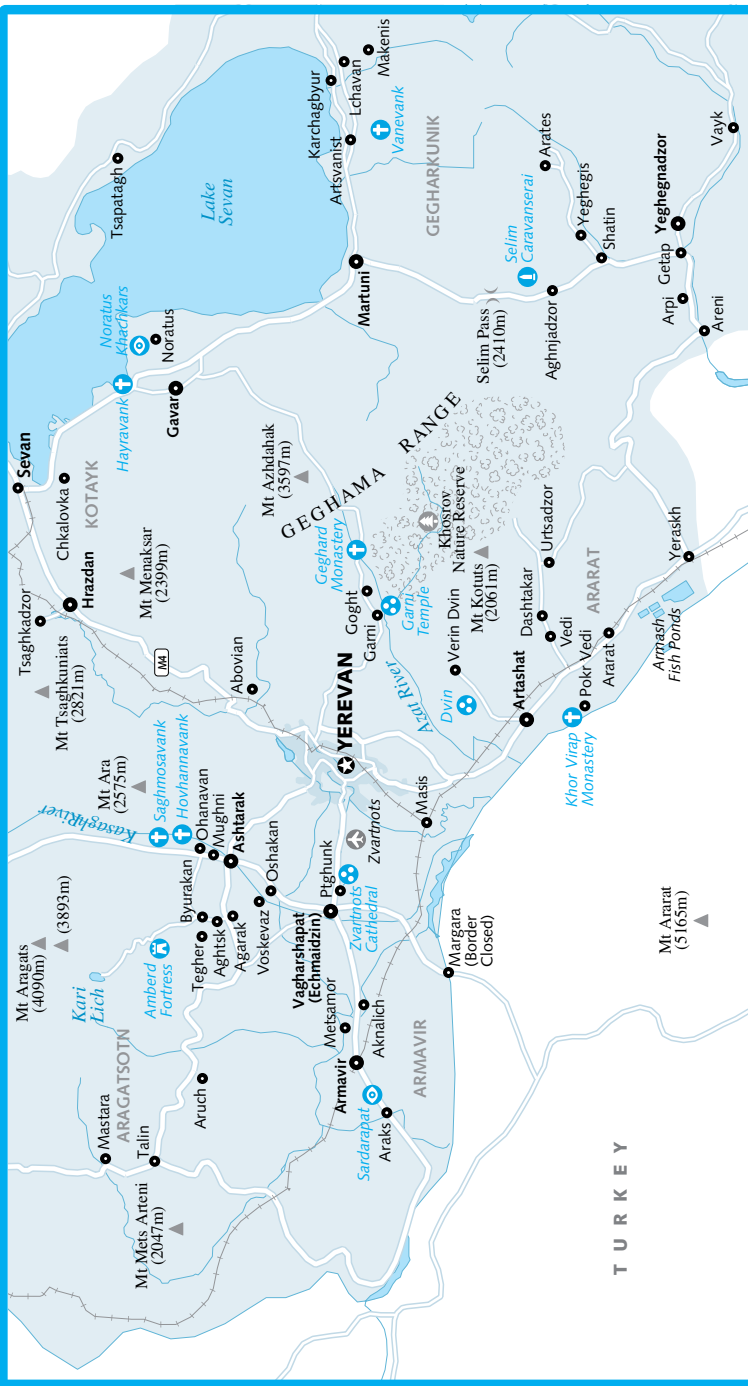 Mt Aragats
(4090m)
(3893m)
Kari
Lich
Mastara
ARAGATSOTN
Talin
Mt Mets Arteni
(2047m)
Aruch
Amberd
Fortress
Byurakan
Tegher
Aghtsk
Agarak
Voskevaz
Oshakan
Kasagh River
Mt Ara
(2575m)
Saghmosavank
Hovhannavank
Ohanavan
Mughni
Ashtarak
Tsaghkadzor
Mt Tsaghkuniats
(2821m)
Hrazdan
Sevan
Chkalovka
KOTAYK
Mt Menaksar
(2399m)
M4
Abovian
Hayravank
Noratus
Khachkars
Noratus
Gavar
Tsapatagh
Lake
Sevan
Mt Azhdahak
(3597m)
GEGHAMA RANGE
Martuni
Artsvanist
Karchagbyur
Lchavan
Makenis
Vanevank
GEGHARKUNIK
Metsamor
Armavir
Aknalich
Sardarapat
Araks
ARMAVIR
Vagharshapat
(Echmaidzin)
Ptghunk
Zvartnots
Cathedral
Zvartnots
YEREVAN
Masis
Margara
(Border
Closed)
Geghard
Monastery
Goght
Garni
Garni
Temple
Azat River
Khosrov
Nature Reserve
Mt Kotuts
(2061m)
Verin Dvin
Dvin
Artashat
Dashtakar
Urtsadzor
Vedi
ARARAT
Pokr Vedi
Ararat
Khor Virap
Monastery
Armash
Fish Ponds
Yeraskh
Selim Pass
(2410m)
Selim
Caravanserai
Aghnjadzor
Arates
Yeghegis
Shatin
Yeghegnadzor
Getap
Arpi
Areni
Vayk
Mt Ararat
(5165m)
TURKEY